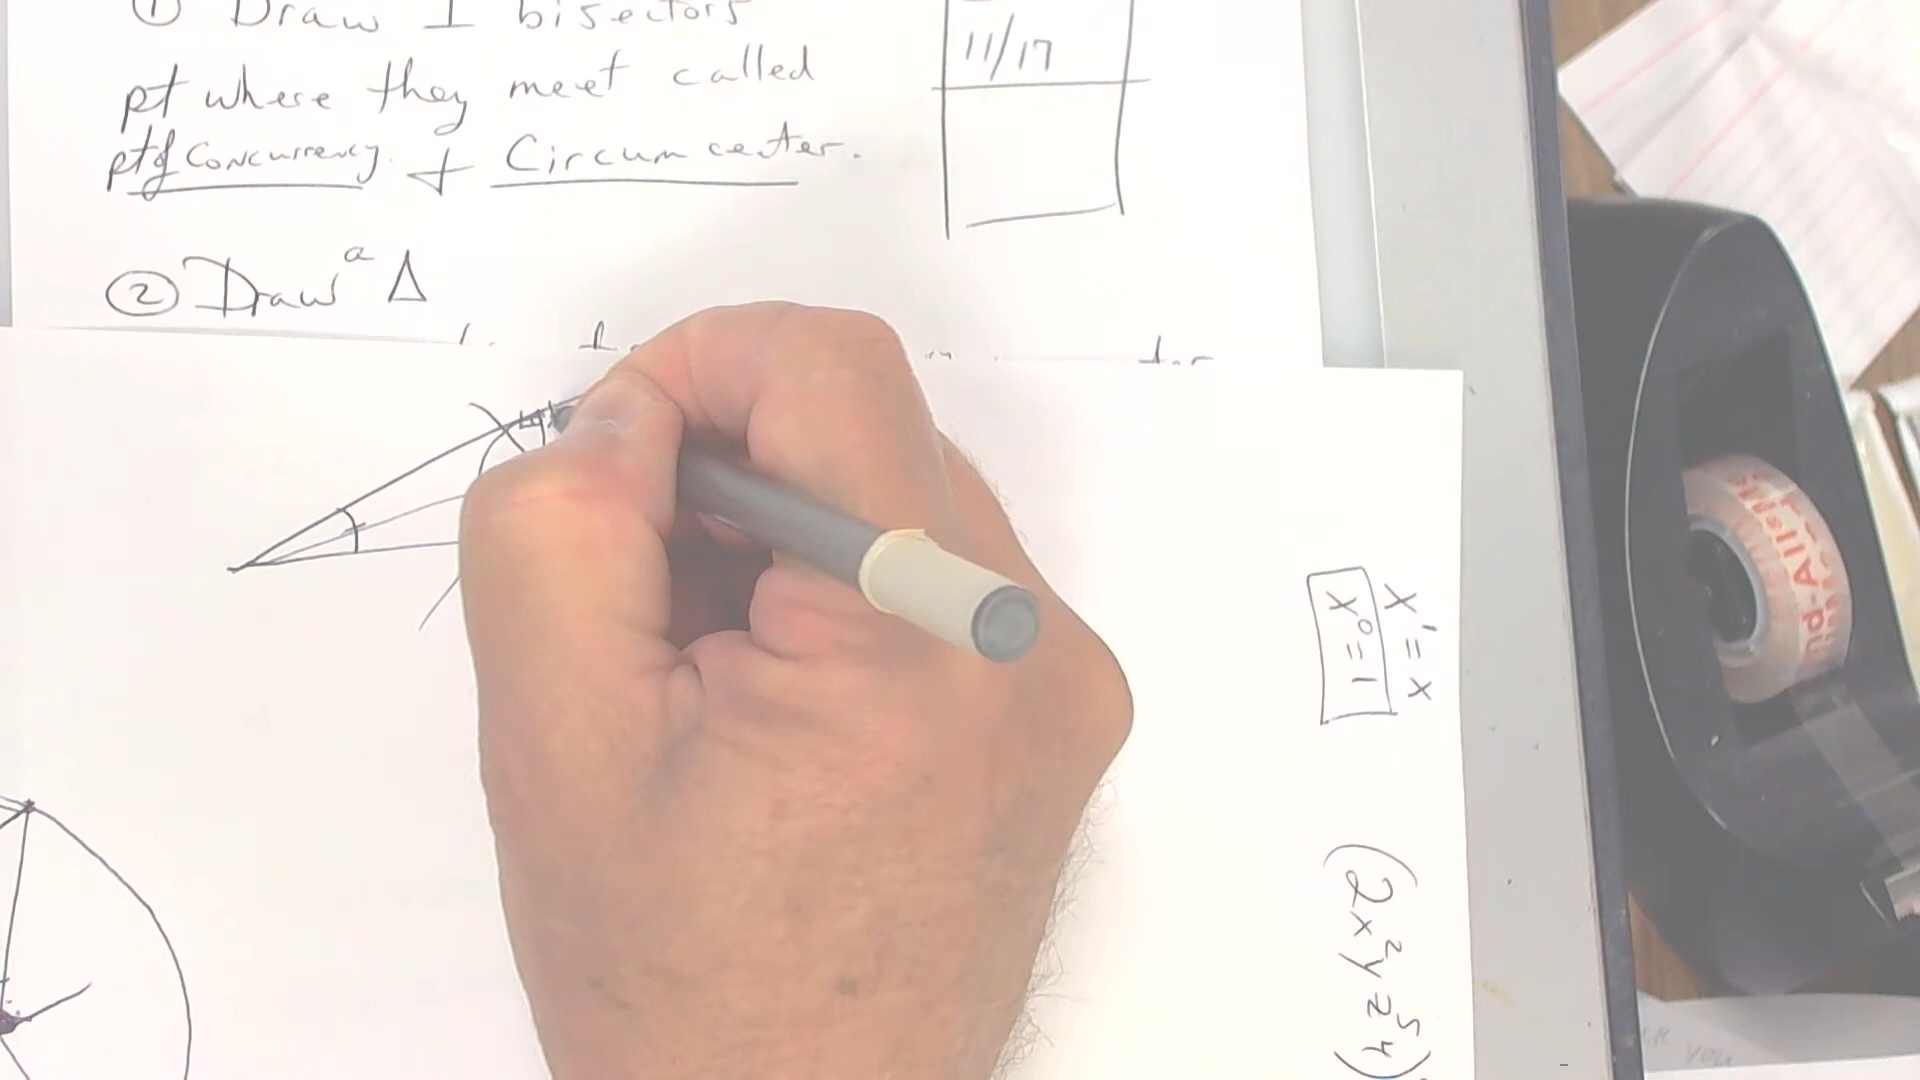 ① Draw ⊥ bisectors
pt where they meet called
pt of concurrency + Circumcenter.
② Draw a Δ
11/17
x¹ = x
x⁰ = 1
(2x²y⁵z⁴)